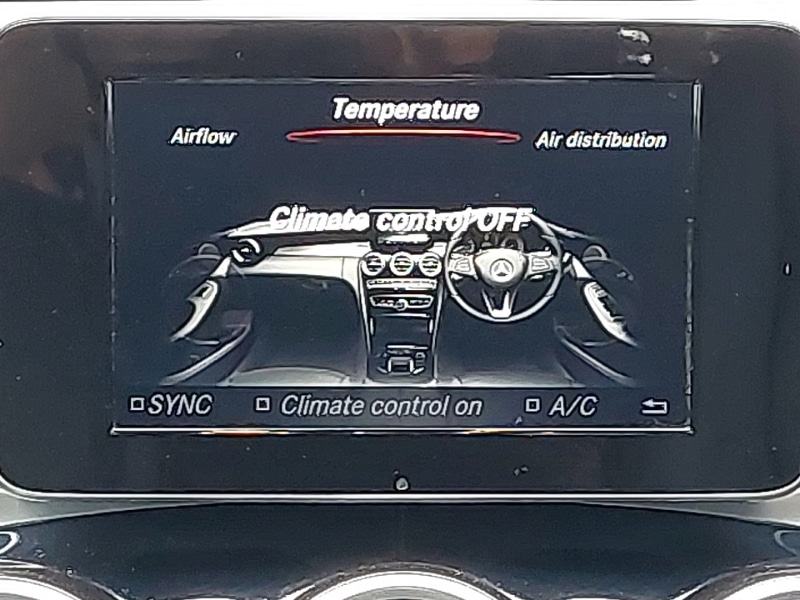 Temperature
Airflow
Air distribution
Climate control OFF
SYNC
Climate control on
A/C